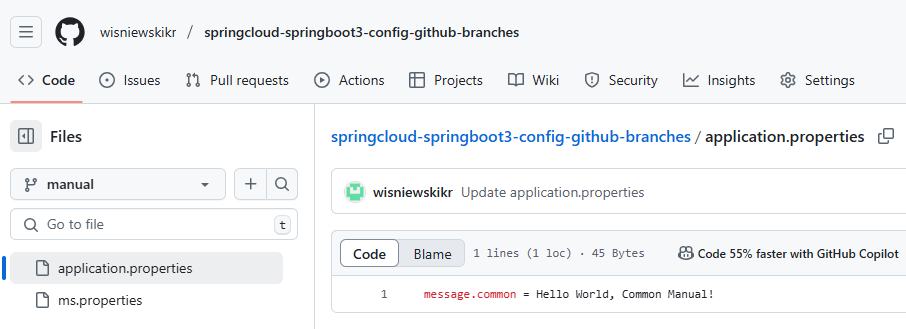 wisniewskikr / springcloud-springboot3-config-github-branches
Code Issues Pull requests Actions Projects Wiki Security Insights Settings
Files
springcloud-springboot3-config-github-branches / application.properties
manual
wisniewskikr Update application.properties
Go to file t
Code Blame 1 lines (1 loc) · 45 Bytes Code 55% faster with GitHub Copilot
application.properties
1 message.common = Hello World, Common Manual!
ms.properties